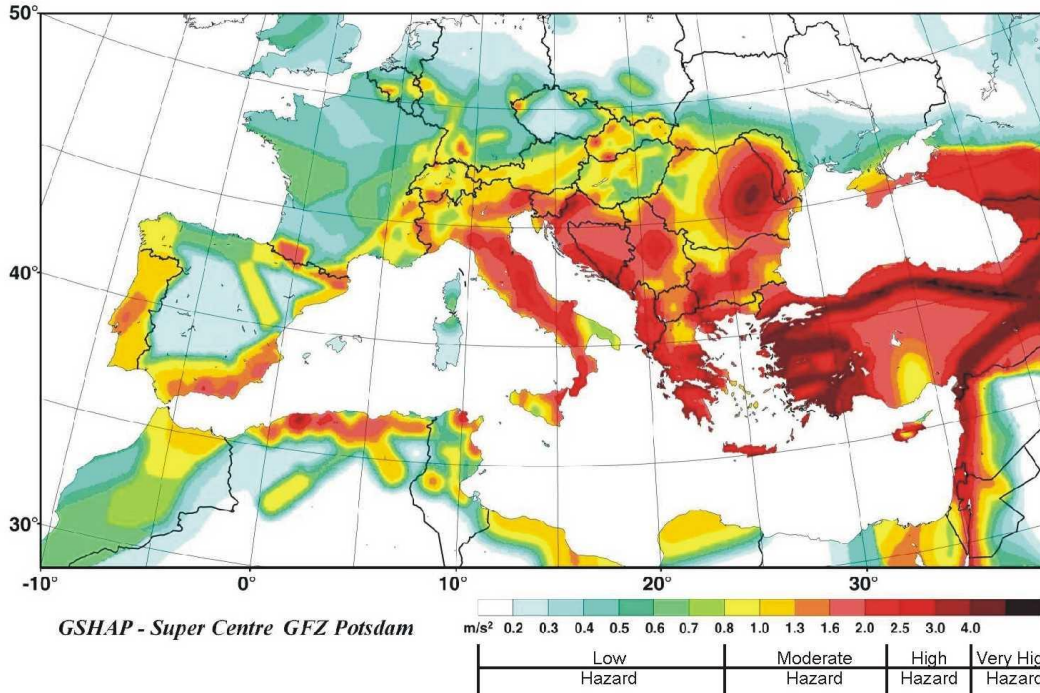 50°
40°
30°
-10° 0° 10° 20° 30°
GSHAP - Super Centre GFZ Potsdam
m/s² 0.2 0.3 0.4 0.5 0.6 0.7 0.8 1.0 1.3 1.6 2.0 2.5 3.0 4.0
Low Moderate High Very Hig
Hazard Hazard Hazard Hazard